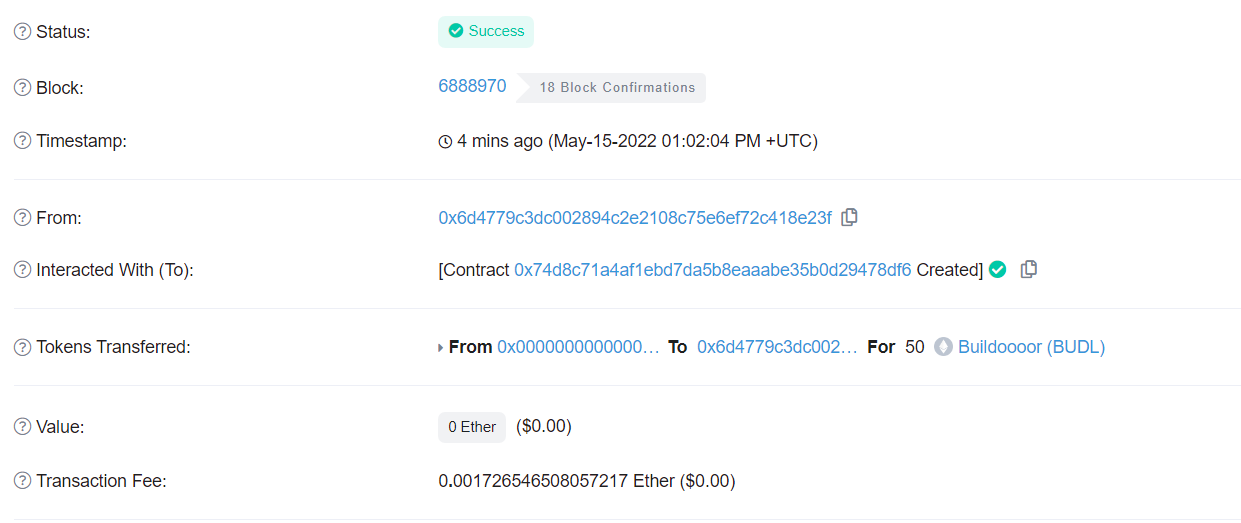 Status: Success
Block: 6888970 18 Block Confirmations
Timestamp: 4 mins ago (May-15-2022 01:02:04 PM +UTC)
From: 0x6d4779c3dc002894c2e2108c75e6ef72c418e23f
Interacted With (To): [Contract 0x74d8c71a4af1ebd7da5b8eaaabe35b0d29478df6 Created]
Tokens Transferred: From 0x0000000000000… To 0x6d4779c3dc002… For 50 Buildoooor (BUDL)
Value: 0 Ether ($0.00)
Transaction Fee: 0.001726546508057217 Ether ($0.00)